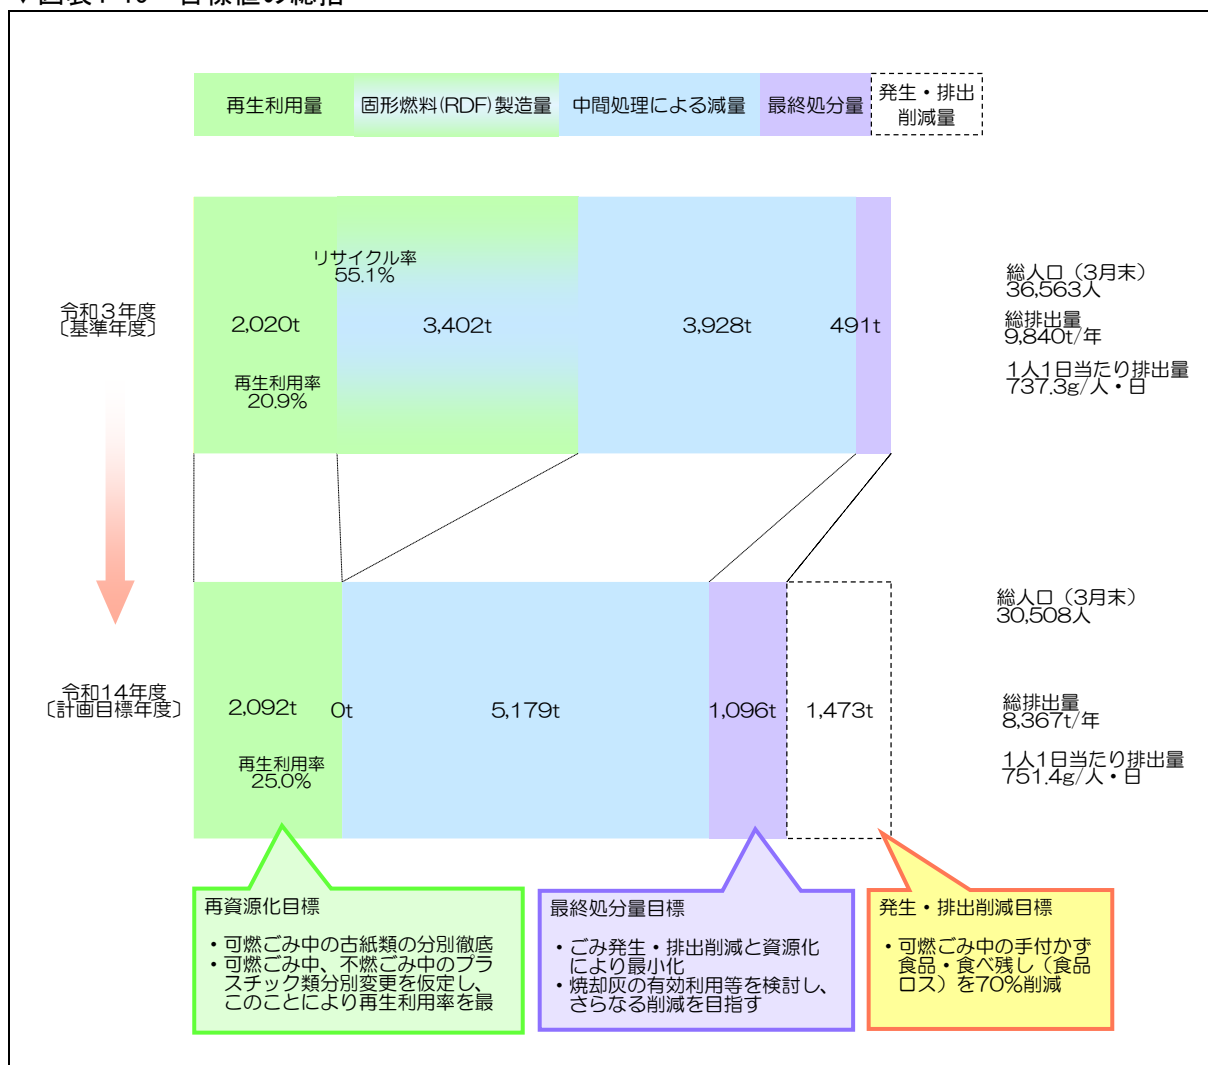 再生利用量
固形燃料(RDF)製造量
中間処理による減量
最終処分量
発生・排出
削減量
リサイクル率
55.1%
令和３年度
〔基準年度〕
2,020t
3,402t
3,928t
491t
再生利用率
20.9%
総人口（3月末）
36,563人
総排出量
9,840t/年
1人1日当たり排出量
737.3g/人・日
令和14年度
〔計画目標年度〕
2,092t
0t
5,179t
1,096t
1,473t
再生利用率
25.0%
総人口（3月末）
30,508人
総排出量
8,367t/年
1人1日当たり排出量
751.4g/人・日
再資源化目標
・可燃ごみ中の古紙類の分別徹底
・可燃ごみ中、不燃ごみ中のプラ
スチック類分別変更を仮定し、
このことにより再生利用率を最
最終処分量目標
・ごみ発生・排出削減と資源化
により最小化
・焼却灰の有効利用等を検討し、
さらなる削減を目指す
発生・排出削減目標
・可燃ごみ中の手付かず
食品・食べ残し（食品
ロス）を70%削減